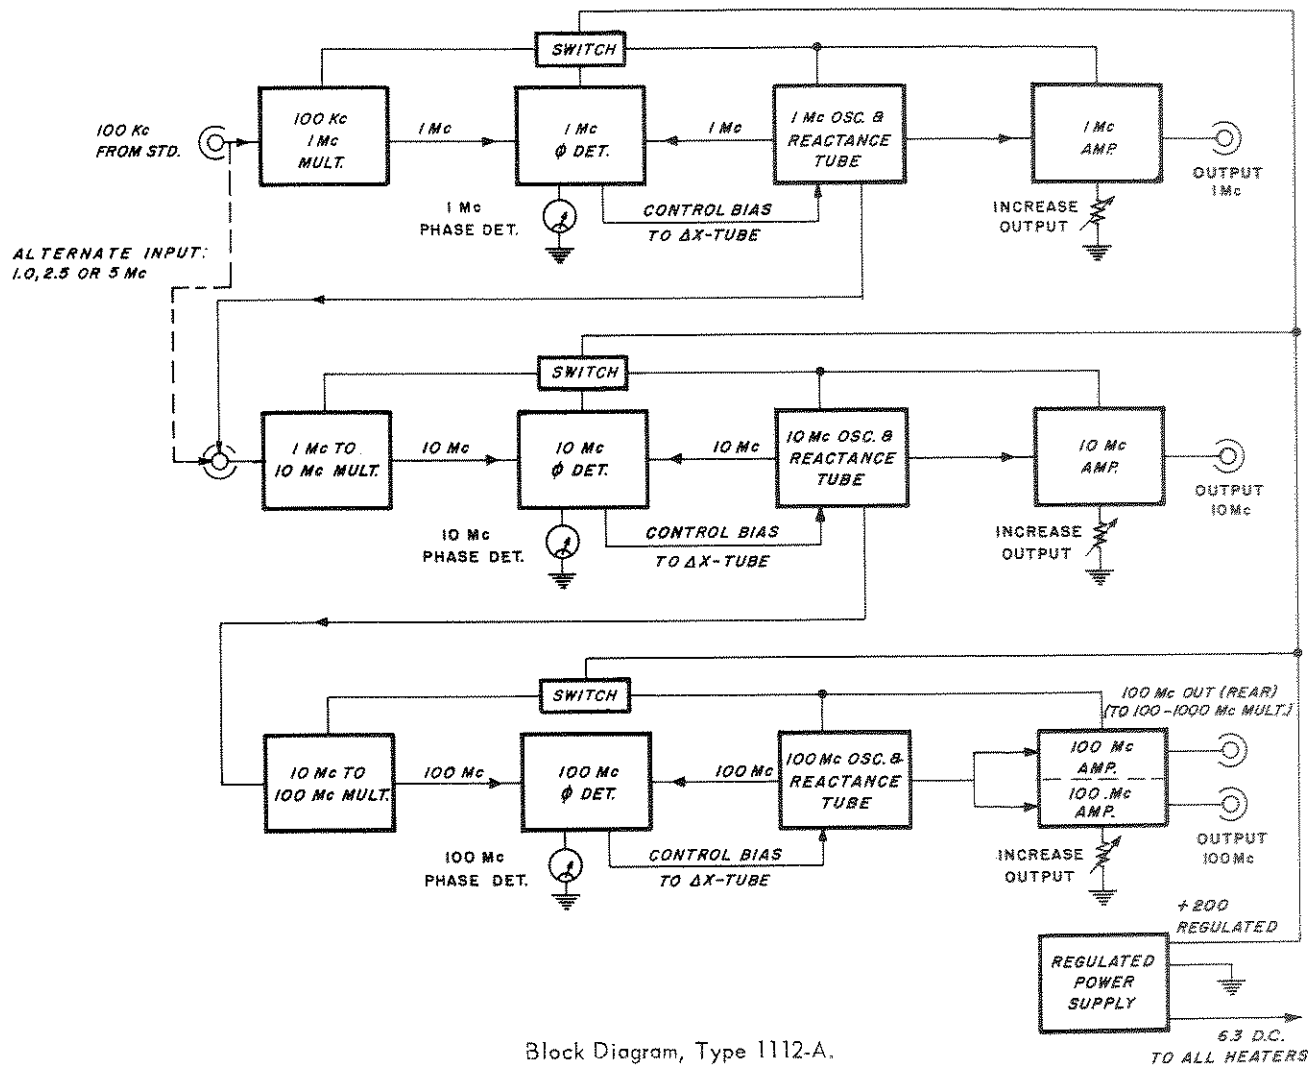 SWITCH
100 Kc
FROM STD.
100 Kc
1 Mc
MULT.
1 Mc
1 Mc
φ DET.
1 Mc
1 Mc OSC. &
REACTANCE
TUBE
1 Mc
AMP.
OUTPUT
1Mc
1 Mc
PHASE DET.
CONTROL BIAS
TO ΔX-TUBE
INCREASE
OUTPUT
ALTERNATE INPUT:
1.0, 2.5 OR 5 Mc
SWITCH
1 Mc TO
10 Mc MULT.
10 Mc
10 Mc
φ DET.
10 Mc
10 Mc OSC. &
REACTANCE
TUBE
10 Mc
AMP.
OUTPUT
10Mc
10 Mc
PHASE DET.
CONTROL BIAS
TO ΔX-TUBE
INCREASE
OUTPUT
SWITCH
100 Mc OUT (REAR)
(TO 100-1000 Mc MULT.)
10 Mc TO
100 Mc MULT.
100 Mc
100 Mc
φ DET.
100 Mc
100 Mc OSC. &
REACTANCE
TUBE
100 Mc
AMP.
100 Mc
AMP.
OUTPUT
100Mc
100 Mc
PHASE DET.
CONTROL BIAS
TO ΔX-TUBE
INCREASE
OUTPUT
+200
REGULATED
REGULATED
POWER
SUPPLY
6.3 D.C.
TO ALL HEATERS
Block Diagram, Type 1112-A.